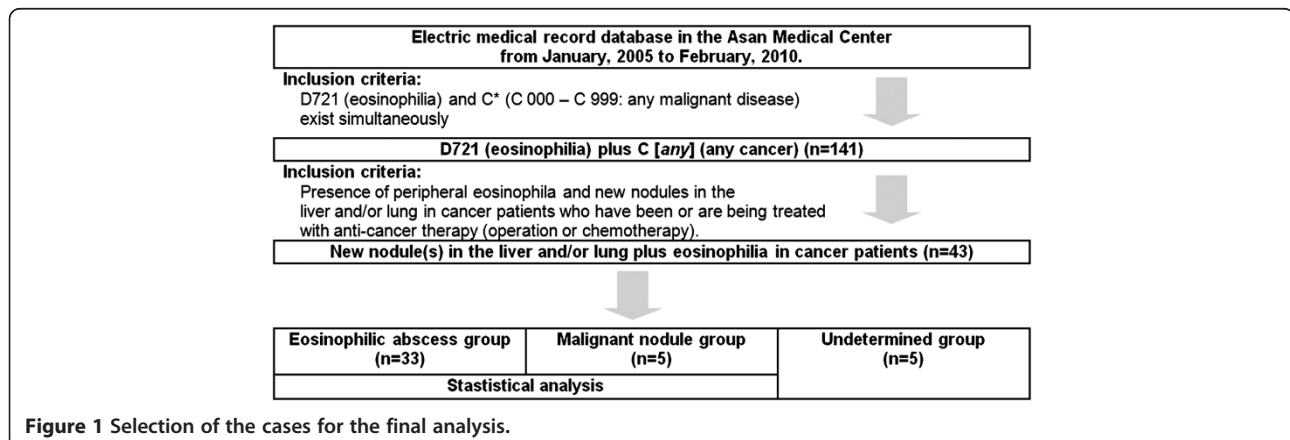 Electric medical record database in the Asan Medical Center
from January, 2005 to February, 2010.
Inclusion criteria:
D721 (eosinophilia) and C* (C 000 – C 999: any malignant disease)
exist simultaneously
D721 (eosinophilia) plus C [any] (any cancer) (n=141)
Inclusion criteria:
Presence of peripheral eosinophila and new nodules in the
liver and/or lung in cancer patients who have been or are being treated
with anti-cancer therapy (operation or chemotherapy).
New nodule(s) in the liver and/or lung plus eosinophilia in cancer patients (n=43)
Eosinophilic abscess group
(n=33)
Malignant nodule group
(n=5)
Undetermined group
(n=5)
Stastistical analysis
Figure 1 Selection of the cases for the final analysis.